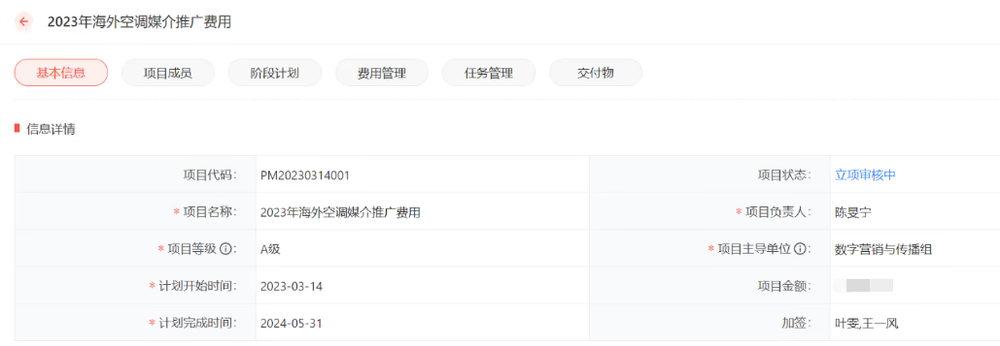 2023年海外空调媒介推广费用
基本信息 项目成员 阶段计划 费用管理 任务管理 交付物
信息详情
项目代码: PM20230314001 项目状态: 立项审核中
* 项目名称: 2023年海外空调媒介推广费用 * 项目负责人: 陈旻宁
* 项目等级: A级 * 项目主导单位: 数字营销与传播组
* 计划开始时间: 2023-03-14 项目金额:
* 计划完成时间: 2024-05-31 加签: 叶雯,王一风